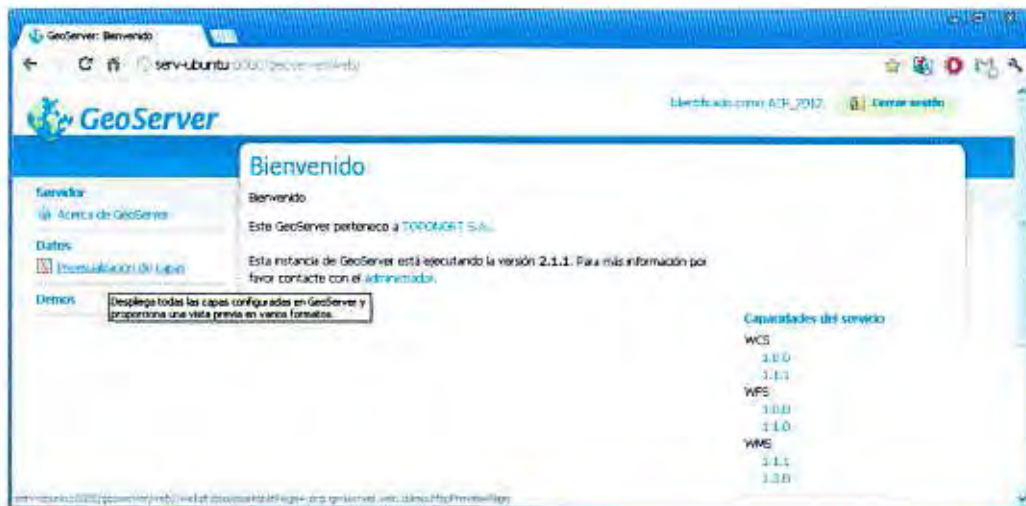 GeoServer: Bienvenido
serv-ubuntu:8080/geoserver/web/
GeoServer
Identificado como ACP_2012.
Cerrar sesión
Bienvenido
Bienvenido
Este GeoServer pertenece a TOPONORT S.A..
Esta instancia de GeoServer está ejecutando la versión 2.1.1. Para más información por
favor contacte con el administrador.
Servidor
Acerca de GeoServer
Datos
Previsualización de capas
Demos
Despliega todas las capas configuradas en GeoServer y
proporciona una vista previa en varios formatos.
Capacidades del servicio
WCS
1.0.0
1.1.1
WFS
1.0.0
1.1.0
WMS
1.1.1
1.3.0